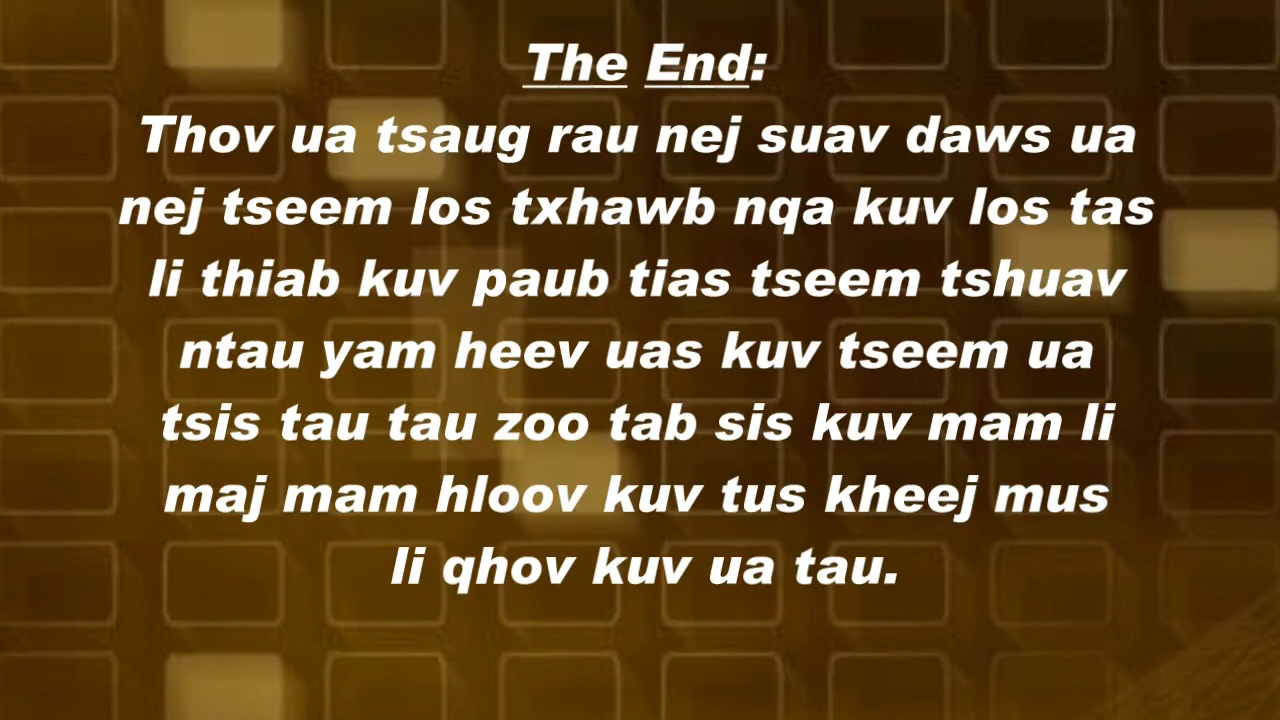 The End:
Thov ua tsaug rau nej suav daws ua
nej tseem los txhawb nqa kuv los tas
li thiab kuv paub tias tseem tshuav
ntau yam heev uas kuv tseem ua
tsis tau tau zoo tab sis kuv mam li
maj mam hloov kuv tus kheej mus
li qhov kuv ua tau.